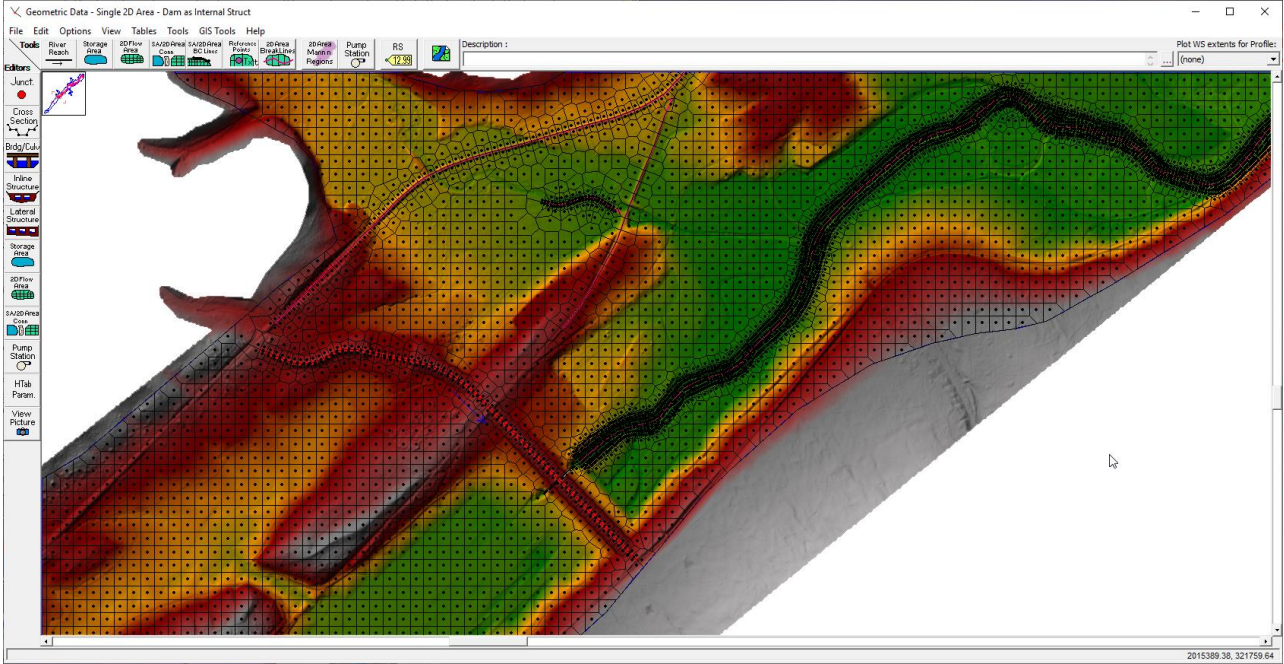 Geometric Data - Single 2D Area - Dam as Internal Struct
File Edit Options View Tables Tools GIS Tools Help
Tools
Editors
River
Reach
Storage
Area
2D Flow
Area
SA/2D Area
Conn
SA/2D Area
BC Lines
Reference
Points
2D Area
BreakLines
2D Area
Mann n
Regions
Pump
Station
RS
12.99
Description :
...
Plot WS extents for Profile:
(none)
Junct.
Cross
Section
Brdg/Culv
Inline
Structure
Lateral
Structure
Storage
Area
2D Flow
Area
SA/2D Area
Conn
Pump
Station
HTab
Param.
View
Picture
2015389.38, 321759.64